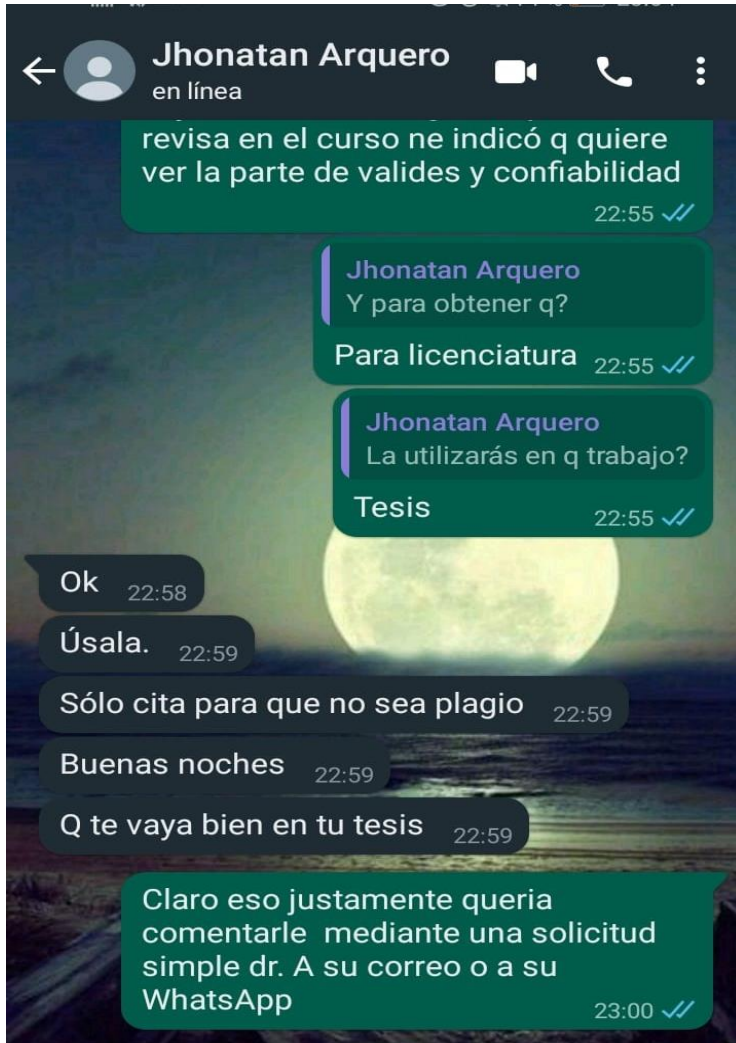 Jhonatan Arquero
en línea
revisa en el curso ne indicó q quiere
ver la parte de valides y confiabilidad
22:55
Jhonatan Arquero
Y para obtener q?
Para licenciatura 22:55
Jhonatan Arquero
La utilizarás en q trabajo?
Tesis 22:55
Ok 22:58
Úsala. 22:59
Sólo cita para que no sea plagio 22:59
Buenas noches 22:59
Q te vaya bien en tu tesis 22:59
Claro eso justamente queria
comentarle mediante una solicitud
simple dr. A su correo o a su
WhatsApp 23:00